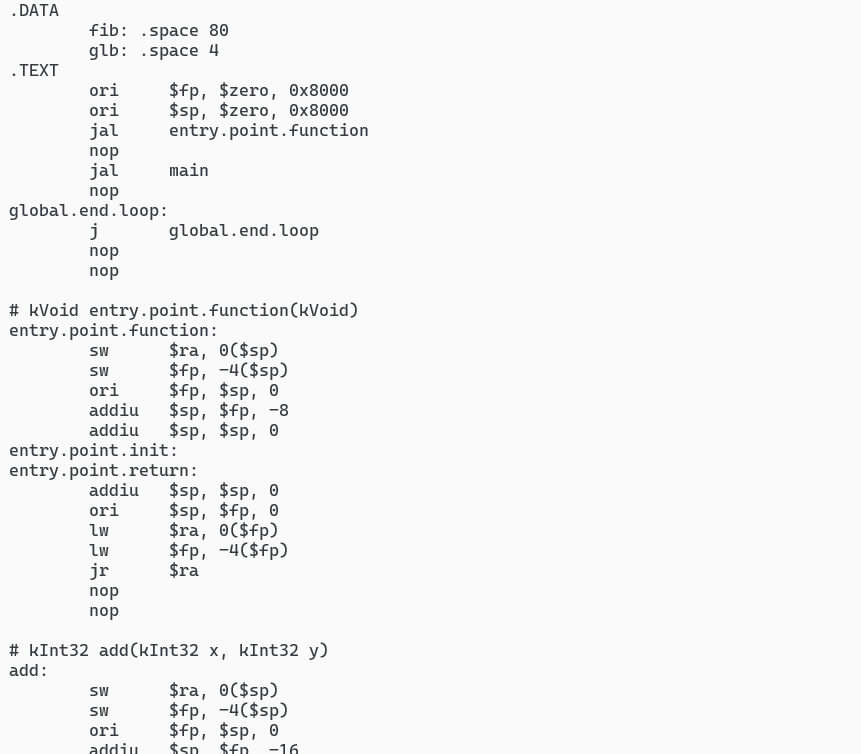 .DATA
        fib: .space 80
        glb: .space 4
.TEXT
        ori     $fp, $zero, 0x8000
        ori     $sp, $zero, 0x8000
        jal     entry.point.function
        nop
        jal     main
        nop
global.end.loop:
        j       global.end.loop
        nop
        nop

# kVoid entry.point.function(kVoid)
entry.point.function:
        sw      $ra, 0($sp)
        sw      $fp, −4($sp)
        ori     $fp, $sp, 0
        addiu   $sp, $fp, −8
        addiu   $sp, $sp, 0
entry.point.init:
entry.point.return:
        addiu   $sp, $sp, 0
        ori     $sp, $fp, 0
        lw      $ra, 0($fp)
        lw      $fp, −4($fp)
        jr      $ra
        nop
        nop

# kInt32 add(kInt32 x, kInt32 y)
add:
        sw      $ra, 0($sp)
        sw      $fp, −4($sp)
        ori     $fp, $sp, 0
        addiu   $sp, $fp, −16